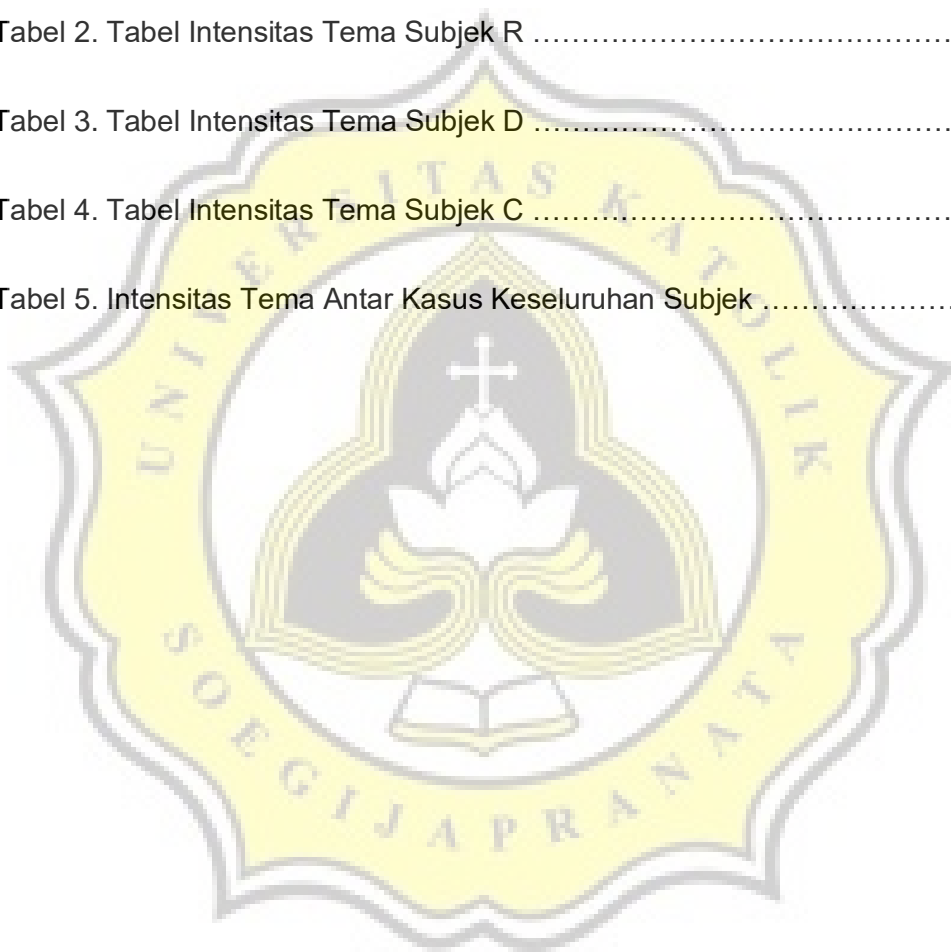 Tabel 2. Tabel Intensitas Tema Subjek R ……………………………………
Tabel 3. Tabel Intensitas Tema Subjek D ……………………………………
Tabel 4. Tabel Intensitas Tema Subjek C ……………………………………
Tabel 5. Intensitas Tema Antar Kasus Keseluruhan Subjek ………………
UNIVERSITAS KATOLIK
SOEGIJAPRANATA